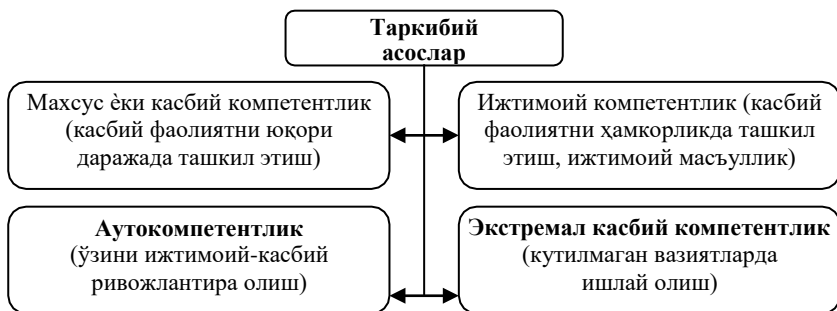 Таркибий
асослар
Махсус ѐки касбий компетентлик
(касбий фаолиятни юқори
даражада ташкил этиш)
Ижтимоий компетентлик (касбий
фаолиятни ҳамкорликда ташкил
этиш, ижтимоий масъуллик)
Аутокомпетентлик
(ўзини ижтимоий-касбий
ривожлантира олиш)
Экстремал касбий компетентлик
(кутилмаган вазиятларда
ишлай олиш)